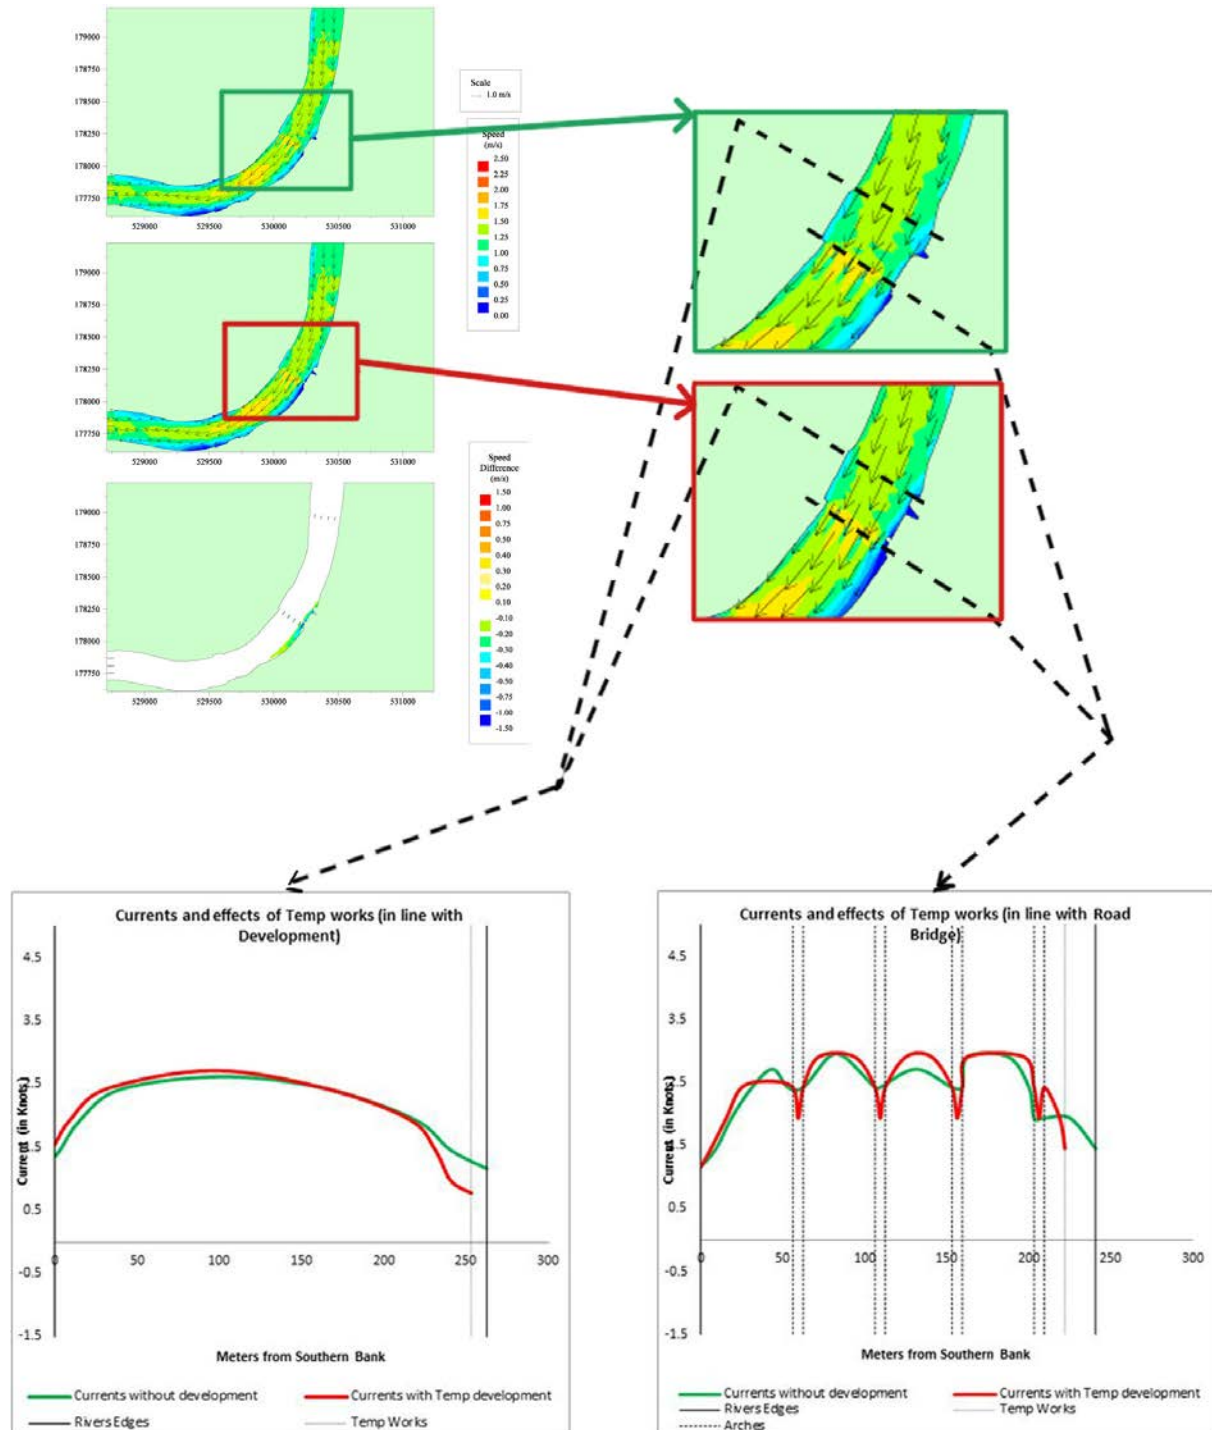 179000
178750
178500
178250
178000
177750
529000 529500 530000 530500 531000
Scale
1.0 m/s
Speed
(m/s)
2.50
2.25
2.00
1.75
1.50
1.25
1.00
0.75
0.50
0.25
0.00
179000
178750
178500
178250
178000
177750
529000 529500 530000 530500 531000
179000
178750
178500
178250
178000
177750
529000 529500 530000 530500 531000
Speed
Difference
(m/s)
1.50
1.00
0.75
0.50
0.40
0.30
0.20
0.10
-0.10
-0.20
-0.30
-0.40
-0.50
-0.75
-1.00
-1.50
Currents and effects of Temp works (in line with
Development)
4.5
3.5
2.5
1.5
0.5
-0.5
-1.5
Current (in Knots)
0 50 100 150 200 250 300
Meters from Southern Bank
Currents without development Currents with Temp development
Rivers Edges Temp Works
Currents and effects of Temp works (in line with Road
Bridge)
4.5
3.5
2.5
1.5
0.5
-0.5
-1.5
Current (in Knots)
0 50 100 150 200 250 300
Meters from Southern Bank
Currents without development Currents with Temp development
Rivers Edges Temp Works
Arches